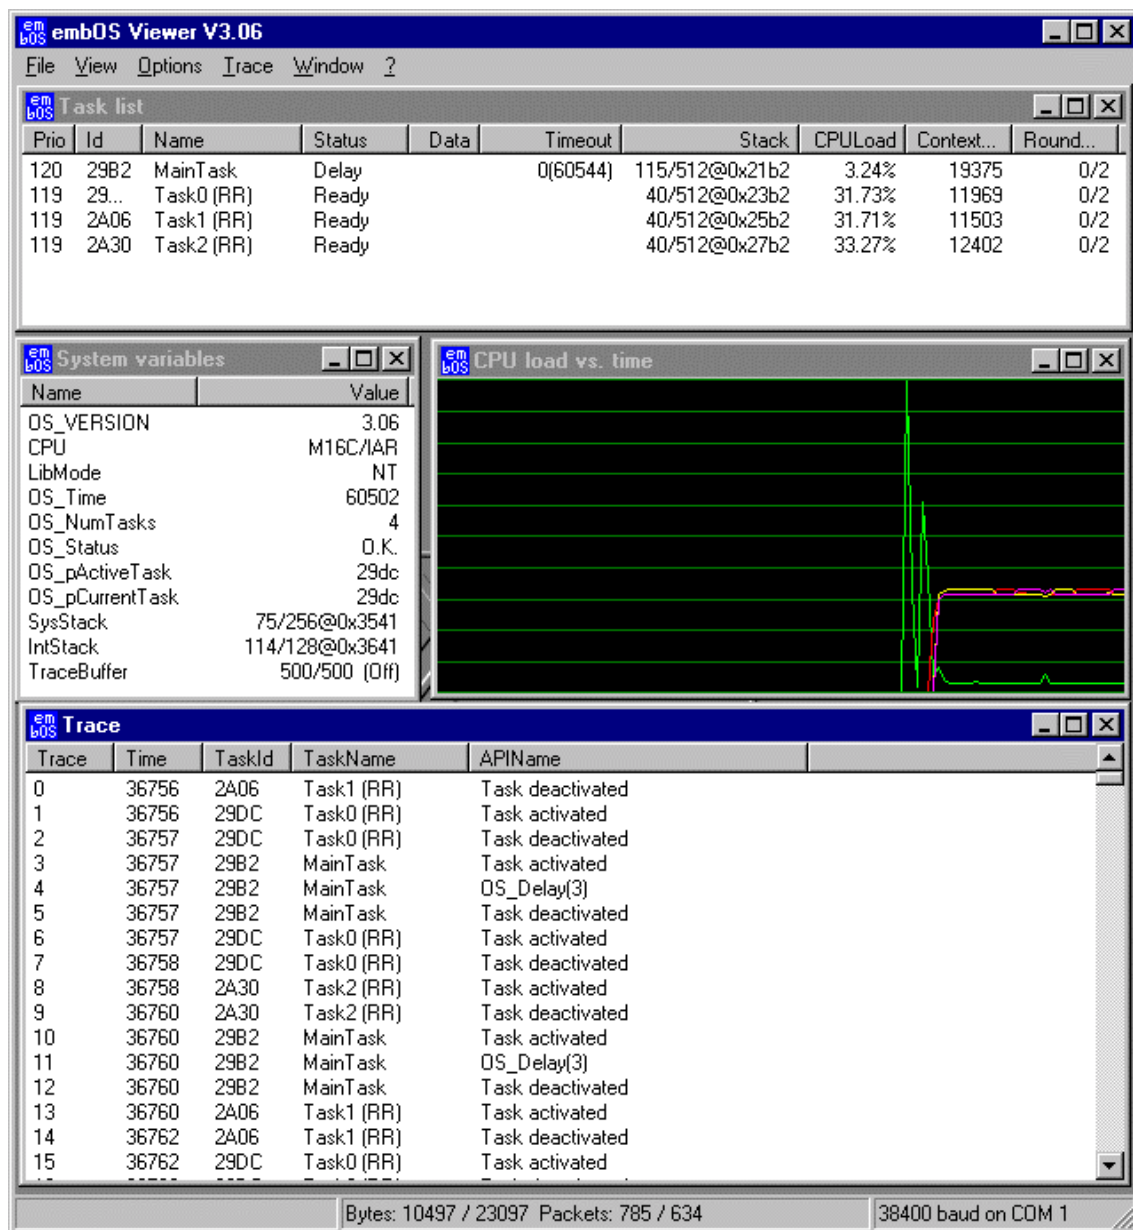 em bOS embOS Viewer V3.06
File View Options Trace Window ?
em bOS Task list
Prio Id Name Status Data Timeout Stack CPULoad Context... Round...
120 29B2 MainTask Delay 0(60544) 115/512@0x21b2 3.24% 19375 0/2
119 29... Task0 (RR) Ready 40/512@0x23b2 31.73% 11969 0/2
119 2A06 Task1 (RR) Ready 40/512@0x25b2 31.71% 11503 0/2
119 2A30 Task2 (RR) Ready 40/512@0x27b2 33.27% 12402 0/2
em bOS System variables
Name Value
OS_VERSION 3.06
CPU M16C/IAR
LibMode NT
OS_Time 60502
OS_NumTasks 4
OS_Status O.K.
OS_pActiveTask 29dc
OS_pCurrentTask 29dc
SysStack 75/256@0x3541
IntStack 114/128@0x3641
TraceBuffer 500/500 (Off)
em bOS CPU load vs. time
em bOS Trace
Trace Time TaskId TaskName APIName
0 36756 2A06 Task1 (RR) Task deactivated
1 36756 29DC Task0 (RR) Task activated
2 36757 29DC Task0 (RR) Task deactivated
3 36757 29B2 MainTask Task activated
4 36757 29B2 MainTask OS_Delay(3)
5 36757 29B2 MainTask Task deactivated
6 36757 29DC Task0 (RR) Task activated
7 36758 29DC Task0 (RR) Task deactivated
8 36758 2A30 Task2 (RR) Task activated
9 36760 2A30 Task2 (RR) Task deactivated
10 36760 29B2 MainTask Task activated
11 36760 29B2 MainTask OS_Delay(3)
12 36760 29B2 MainTask Task deactivated
13 36760 2A06 Task1 (RR) Task activated
14 36762 2A06 Task1 (RR) Task deactivated
15 36762 29DC Task0 (RR) Task activated
Bytes: 10497 / 23097 Packets: 785 / 634
38400 baud on COM 1